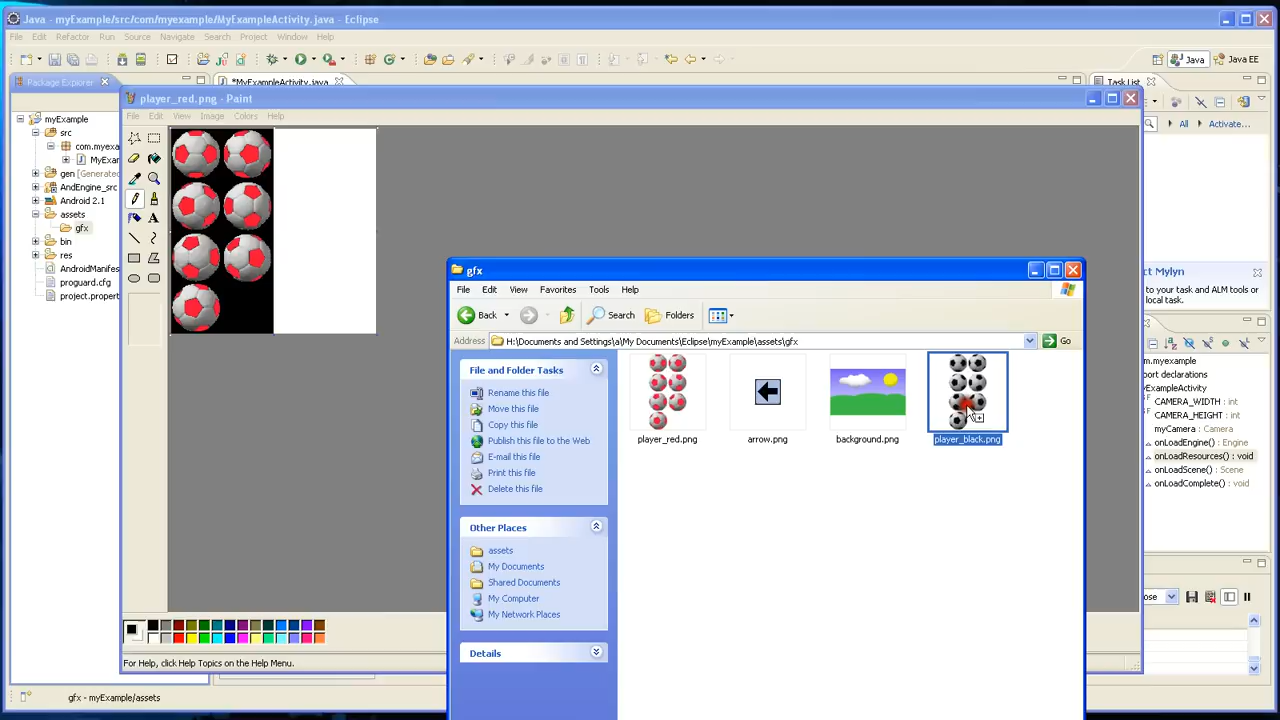 Java - myExample/src/com/myexample/MyExampleActivity.java - Eclipse
File Edit Refactor Run Source Navigate Search Project Window Help
Java
Java EE
Package Explorer
*MyExampleActivity.java
Task List
player_red.png - Paint
File Edit View Image Colors Help
myExample
src
com.myexa
MyExar
gen [Generated
AndEngine_src
Android 2.1
assets
gfx
bin
res
AndroidManifes
proguard.cfg
project.propert
All
Activate...
ct Mylyn
to your task and ALM tools or
local task.
m.myexample
port declarations
yExampleActivity
CAMERA_WIDTH : int
CAMERA_HEIGHT : int
myCamera : Camera
onLoadEngine() : Engine
onLoadResources() : void
onLoadScene() : Scene
onLoadComplete() : void
gfx
File Edit View Favorites Tools Help
Back
Search
Folders
Address
H:\Documents and Settings\a\My Documents\Eclipse\myExample\assets\gfx
Go
File and Folder Tasks
Rename this file
Move this file
Copy this file
Publish this file to the Web
E-mail this file
Print this file
Delete this file
Other Places
assets
My Documents
Shared Documents
My Computer
My Network Places
Details
player_red.png
arrow.png
background.png
player_black.png
For Help, click Help Topics on the Help Menu.
gfx - myExample/assets